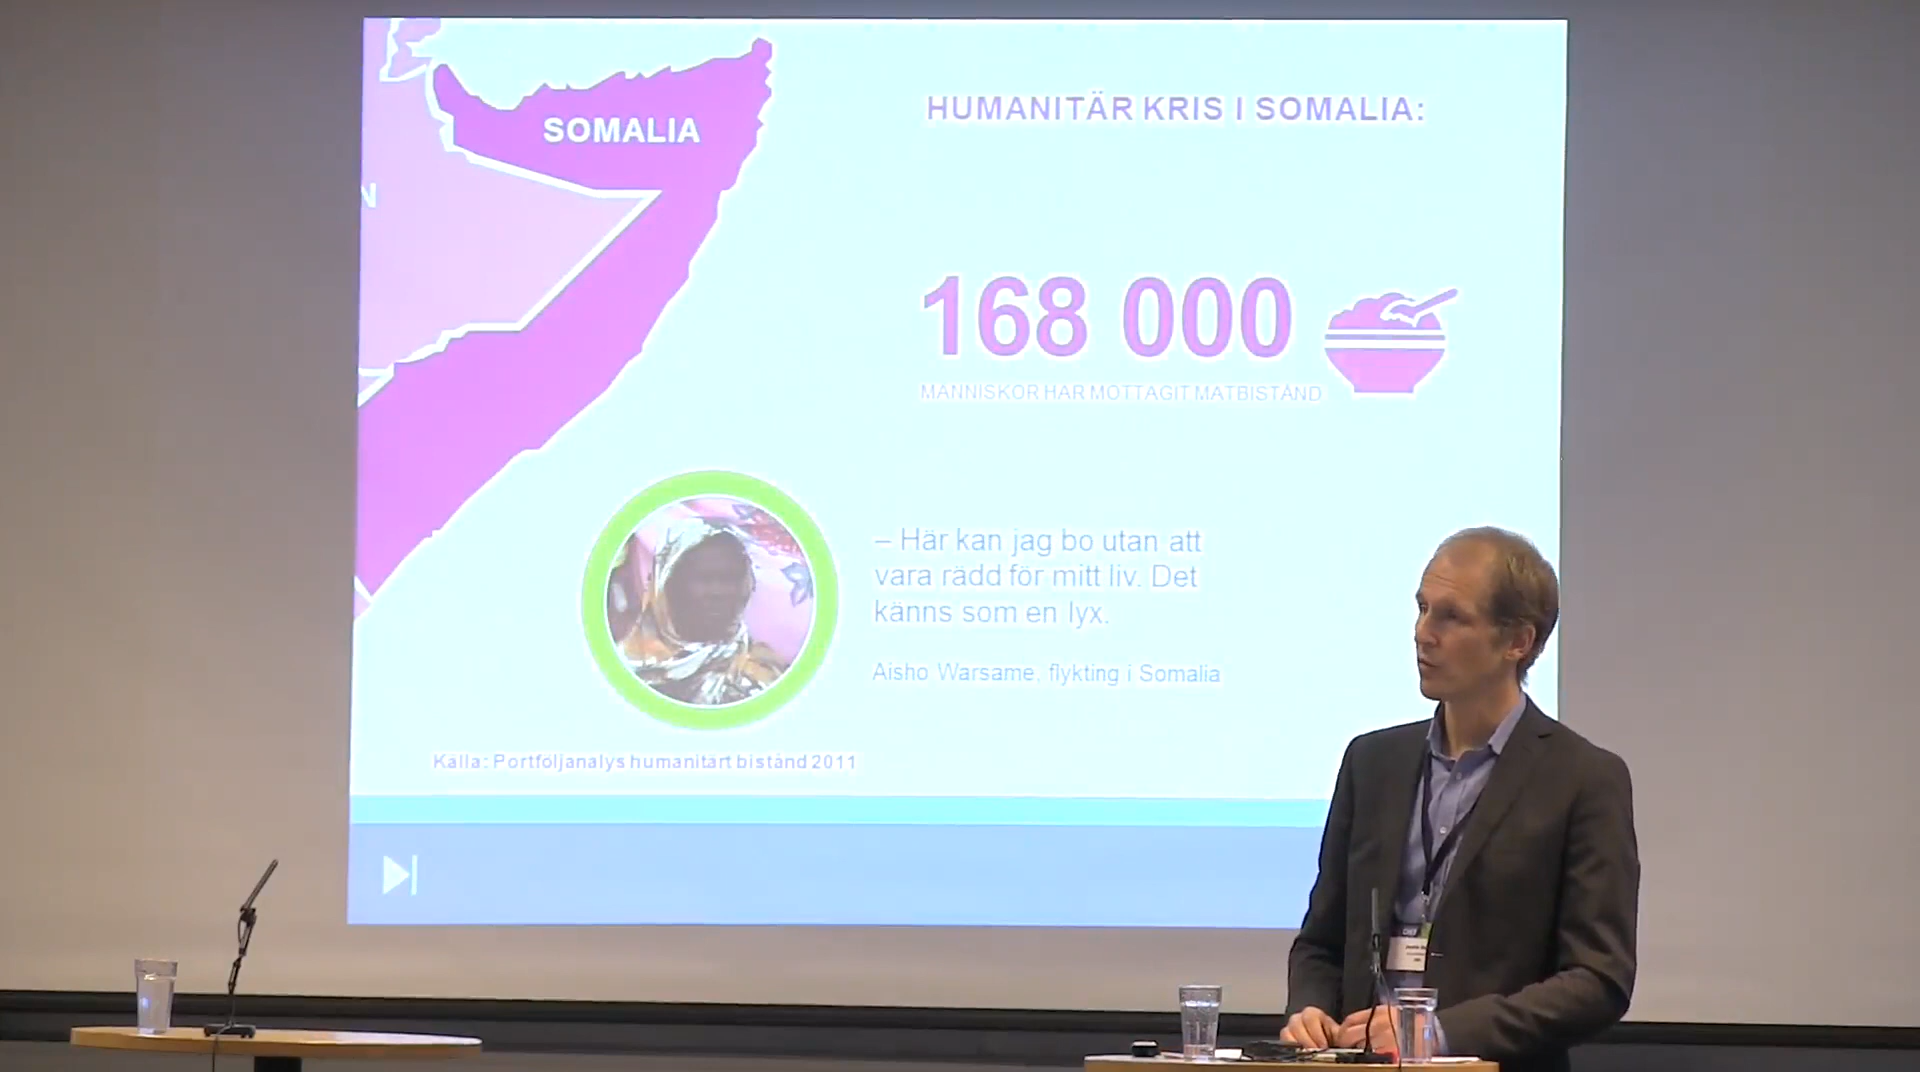 SOMALIA
N
HUMANITÄR KRIS I SOMALIA:
168 000
MÄNNISKOR HAR MOTTAGIT MATBISTÅND
– Här kan jag bo utan att
vara rädd för mitt liv. Det
känns som en lyx.
Aisho Warsame, flykting i Somalia
Källa: Portföljanalys humanitärt bistånd 2011